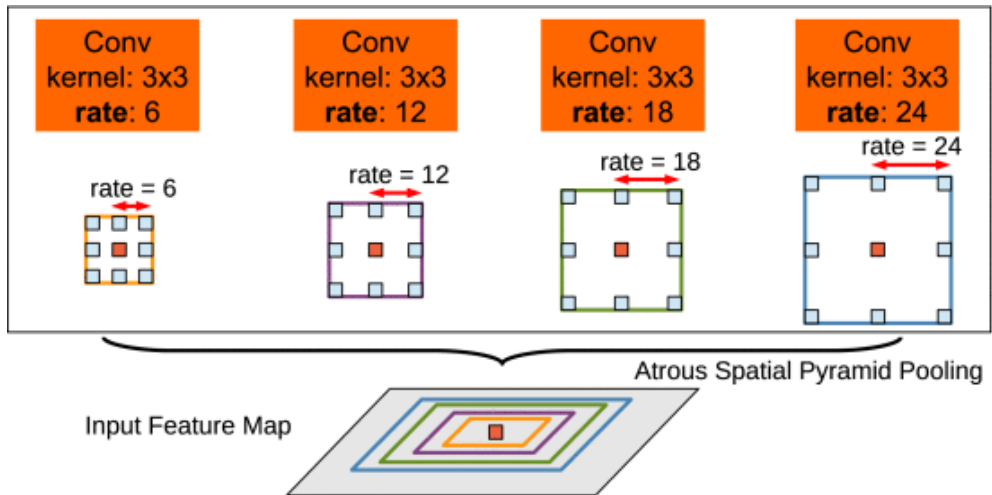 Conv
kernel: 3x3
rate: 6
Conv
kernel: 3x3
rate: 12
Conv
kernel: 3x3
rate: 18
Conv
kernel: 3x3
rate: 24
rate = 6
rate = 12
rate = 18
rate = 24
Atrous Spatial Pyramid Pooling
Input Feature Map